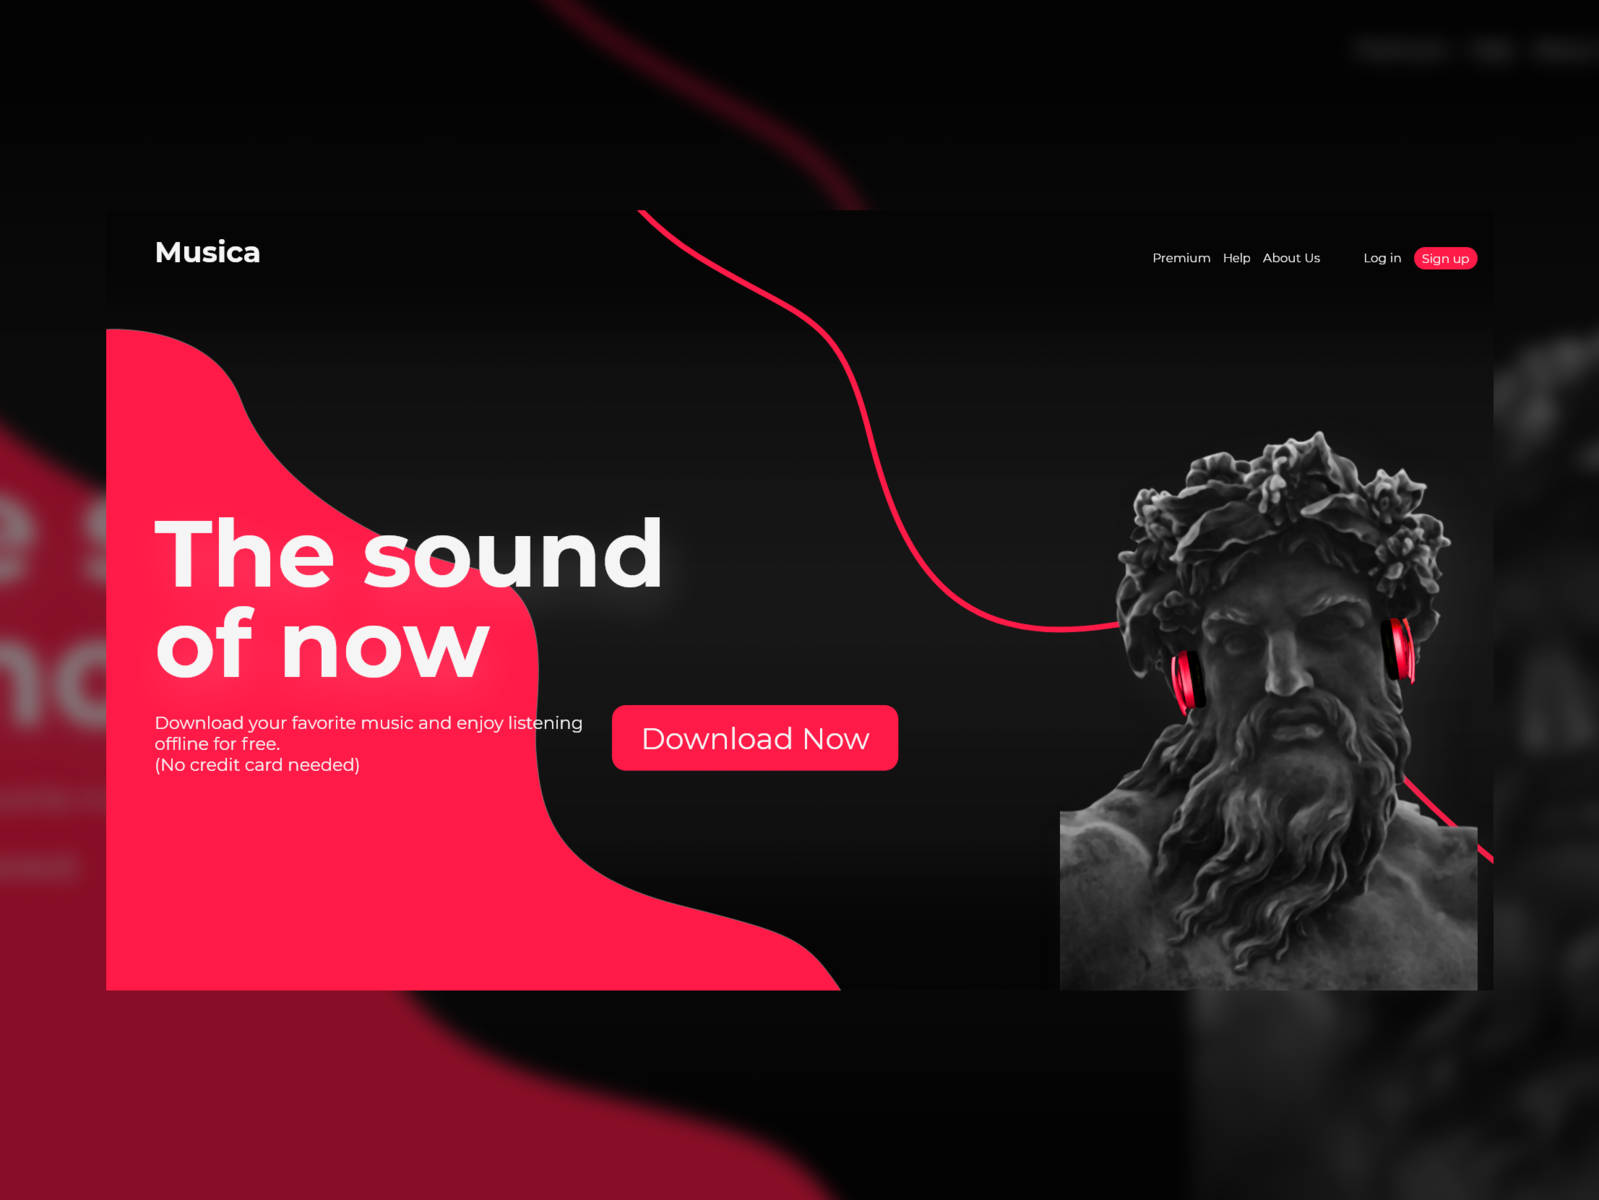 Musica
Premium Help About Us Log in Sign up
The sound
of now
Download your favorite music and enjoy listening
offline for free.
(No credit card needed)
Download Now